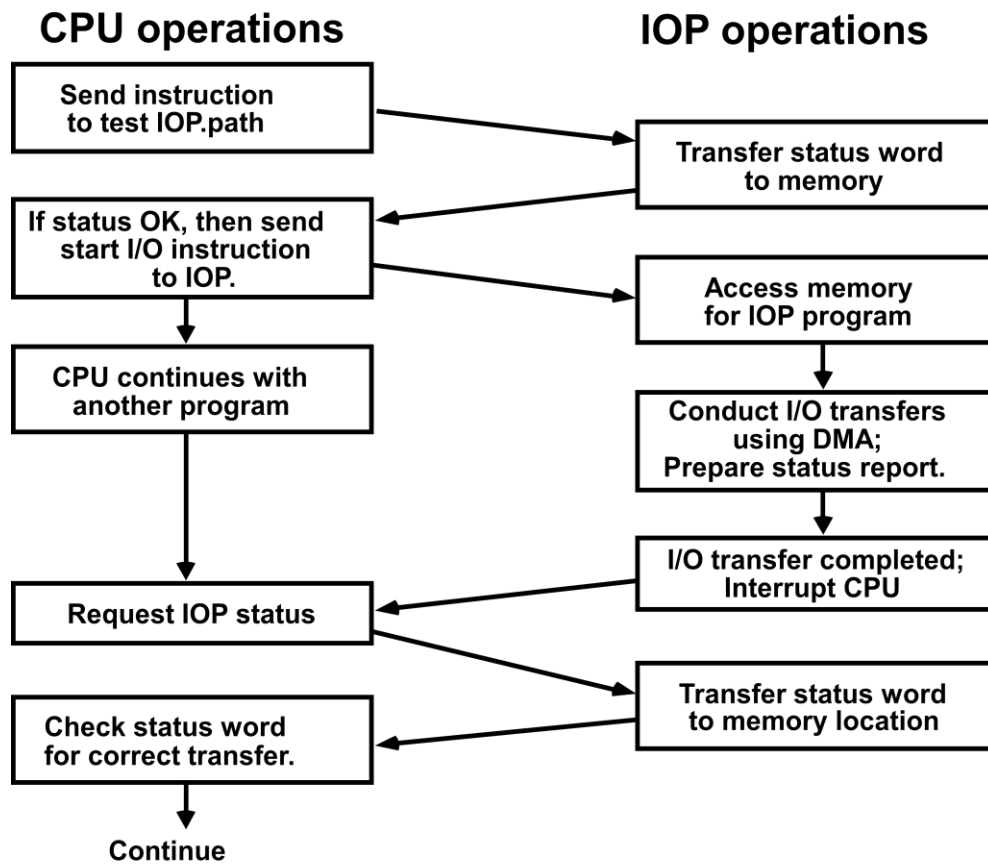 CPU operations
IOP operations
Send instruction
to test IOP.path
Transfer status word
to memory
If status OK, then send
start I/O instruction
to IOP.
Access memory
for IOP program
CPU continues with
another program
Conduct I/O transfers
using DMA;
Prepare status report.
I/O transfer completed;
Interrupt CPU
Request IOP status
Transfer status word
to memory location
Check status word
for correct transfer.
Continue